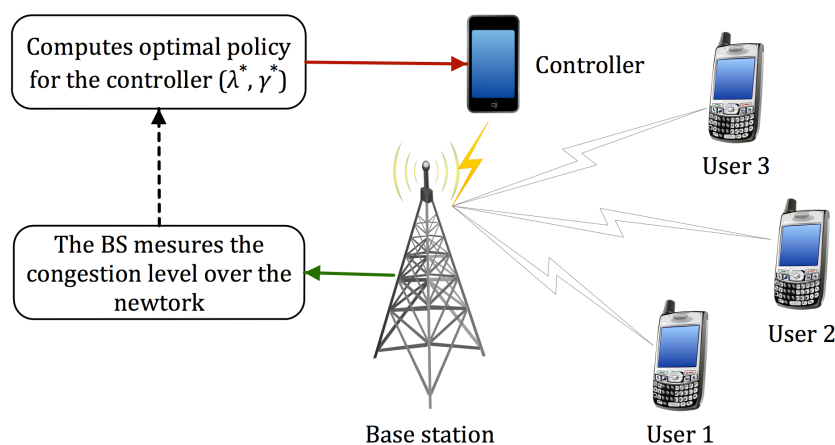 Computes optimal policy
for the controller (λ*, γ*)
Controller
User 3
The BS mesures the
congestion level over the
newtork
User 2
User 1
Base station